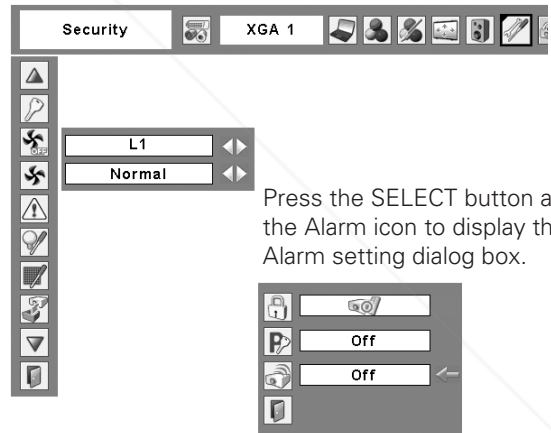 Security
XGA 1
OFF
L1
Normal
Press the SELECT button a
the Alarm icon to display th
Alarm setting dialog box.
P
Off
Off